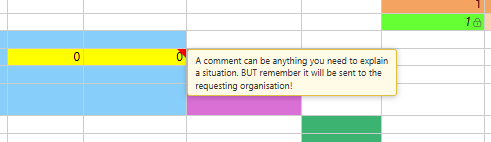 1
1
0 0
A comment can be anything you need to explain
a situation. BUT remember it will be sent to the
requesting organisation!